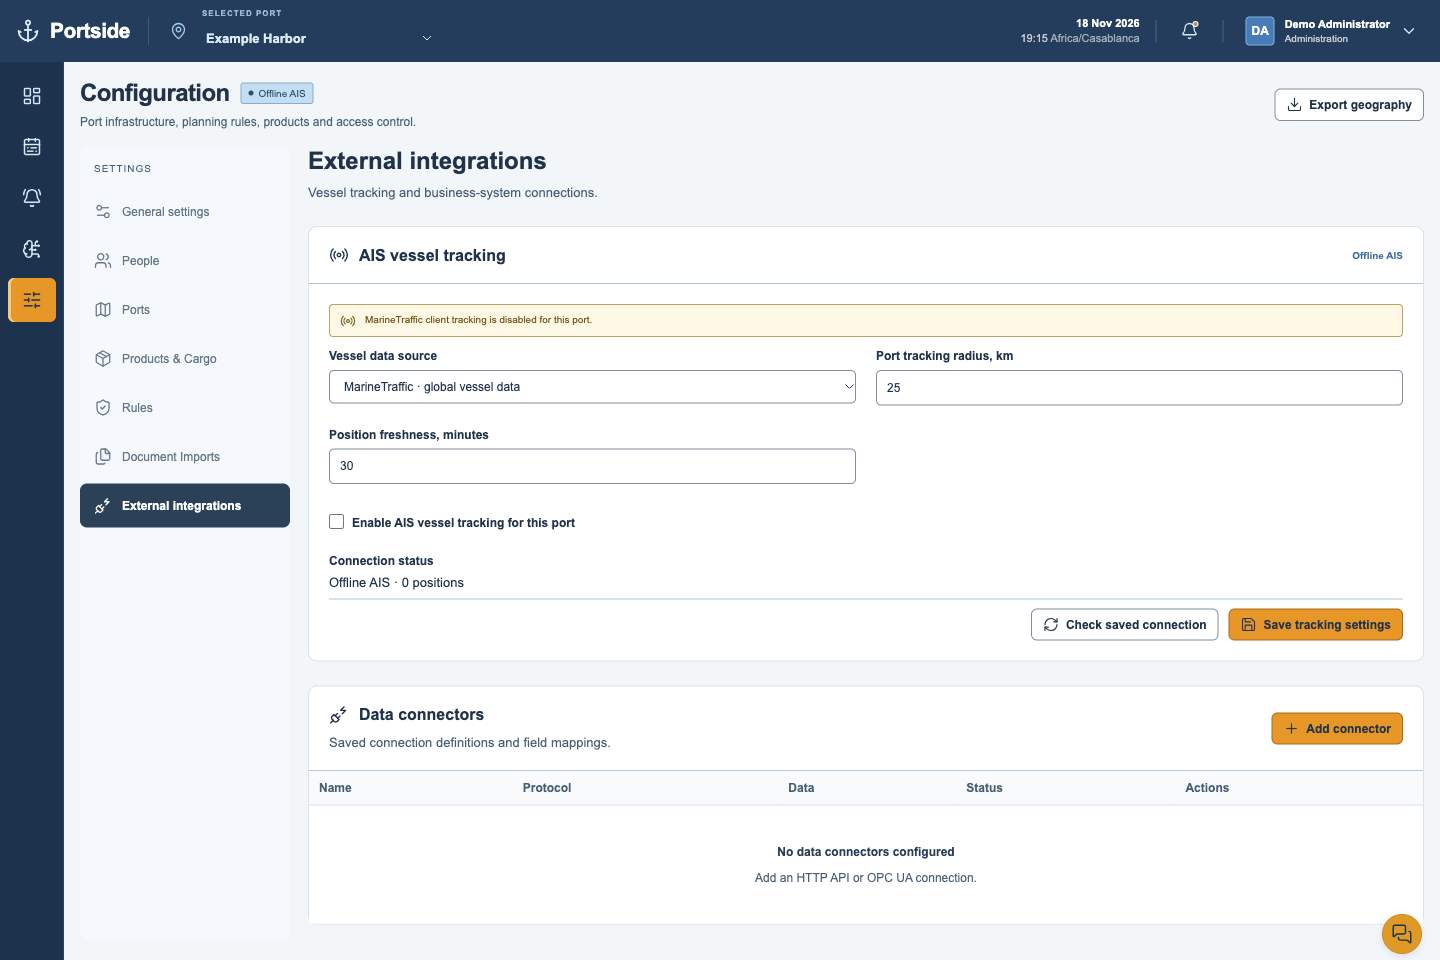 Portside
SELECTED PORT
Example Harbor
18 Nov 2026
19:15 Africa/Casablanca
DA
Demo Administrator
Administration
Configuration
Offline AIS
Port infrastructure, planning rules, products and access control.
Export geography
SETTINGS
General settings
People
Ports
Products & Cargo
Rules
Document Imports
External integrations
External integrations
Vessel tracking and business-system connections.
AIS vessel tracking
Offline AIS
MarineTraffic client tracking is disabled for this port.
Vessel data source
Port tracking radius, km
MarineTraffic · global vessel data
25
Position freshness, minutes
30
Enable AIS vessel tracking for this port
Connection status
Offline AIS · 0 positions
Check saved connection
Save tracking settings
Data connectors
Saved connection definitions and field mappings.
Add connector
Name Protocol Data Status Actions
No data connectors configured
Add an HTTP API or OPC UA connection.